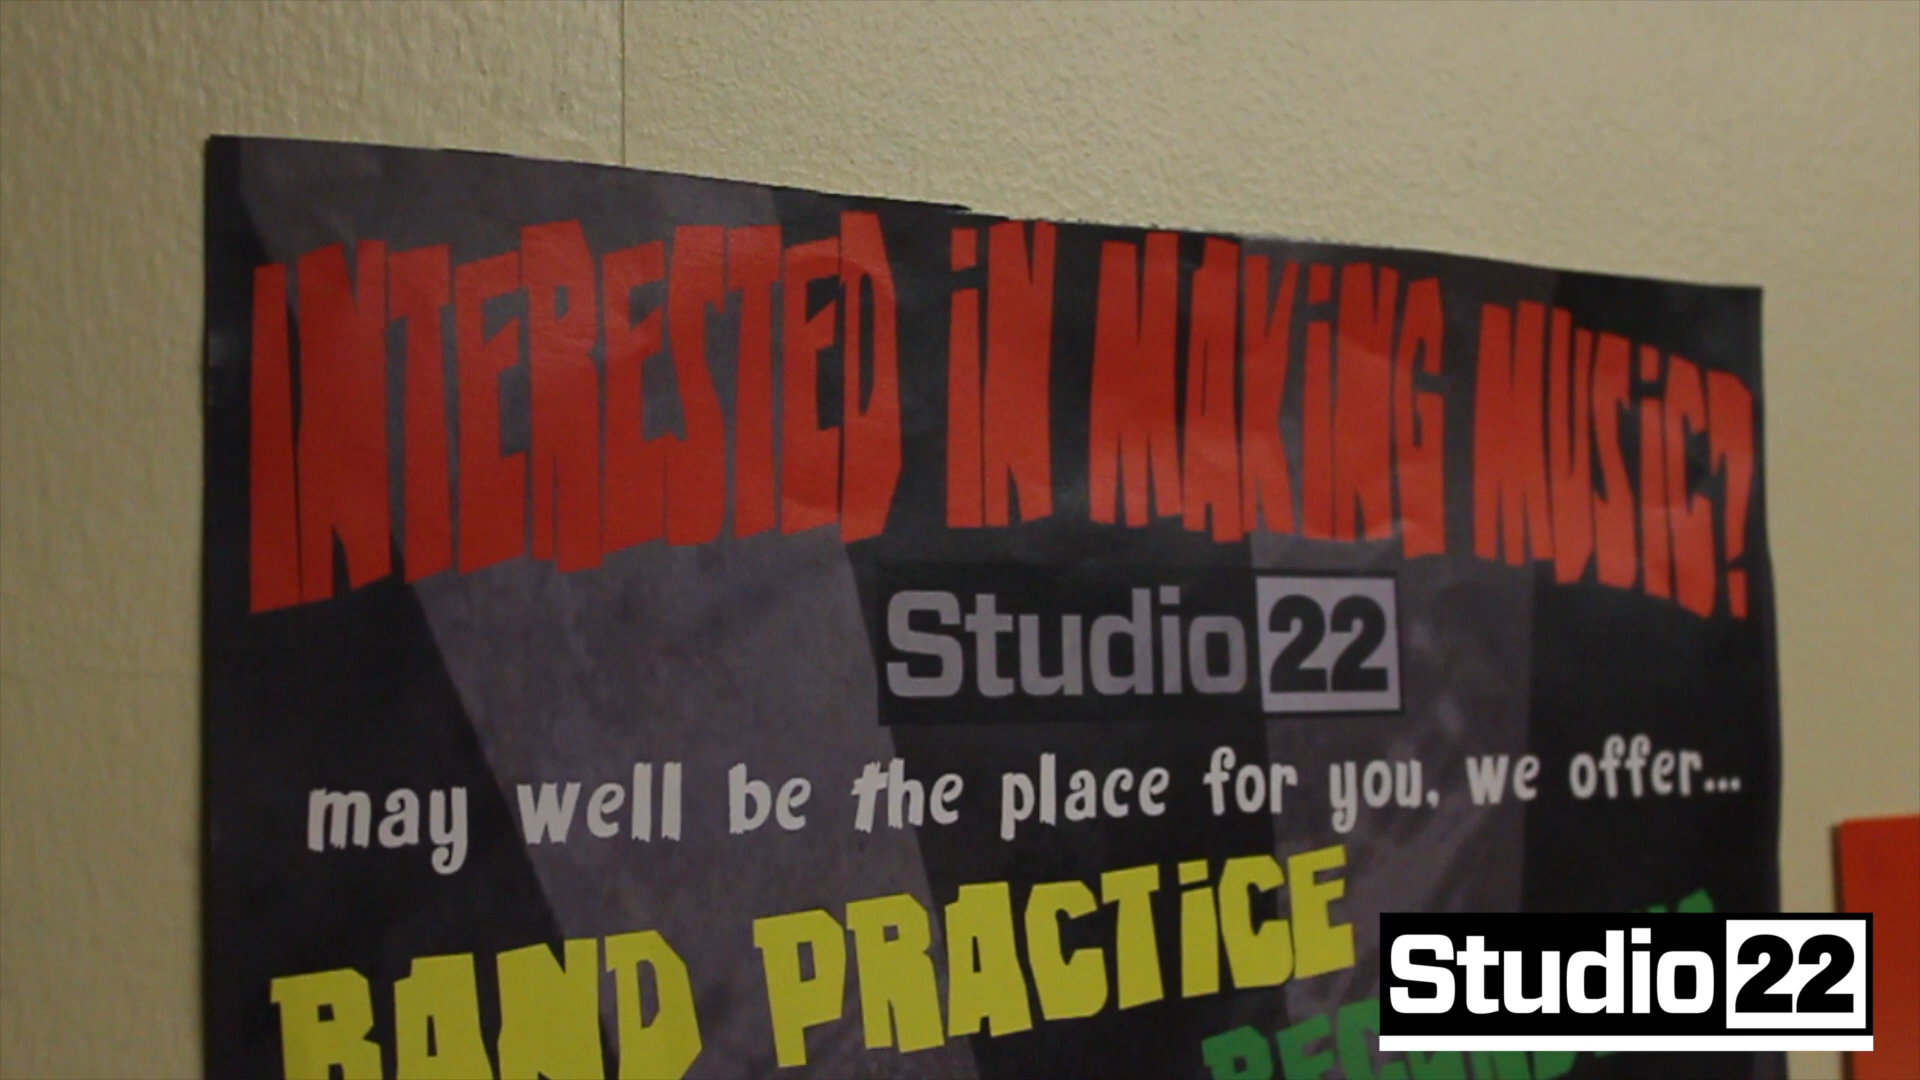 INTERESTED iN MAKiNG MUSiC?
Studio 22
may well be the place for you, we offer...
BAND PRACTiCE
Studio 22